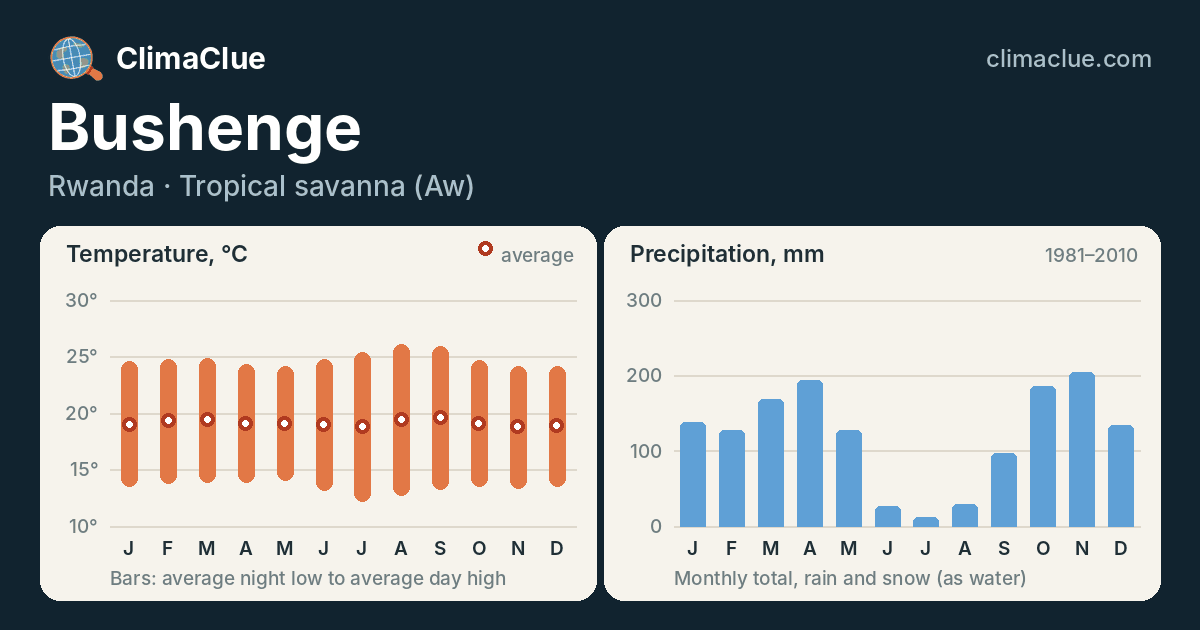 ClimaClue
climaclue.com
Bushenge
Rwanda · Tropical savanna (Aw)
Temperature, °C
average
30°
25°
20°
15°
10°
J F M A M J J A S O N D
Bars: average night low to average day high
Precipitation, mm
1981–2010
300
200
100
0
J F M A M J J A S O N D
Monthly total, rain and snow (as water)